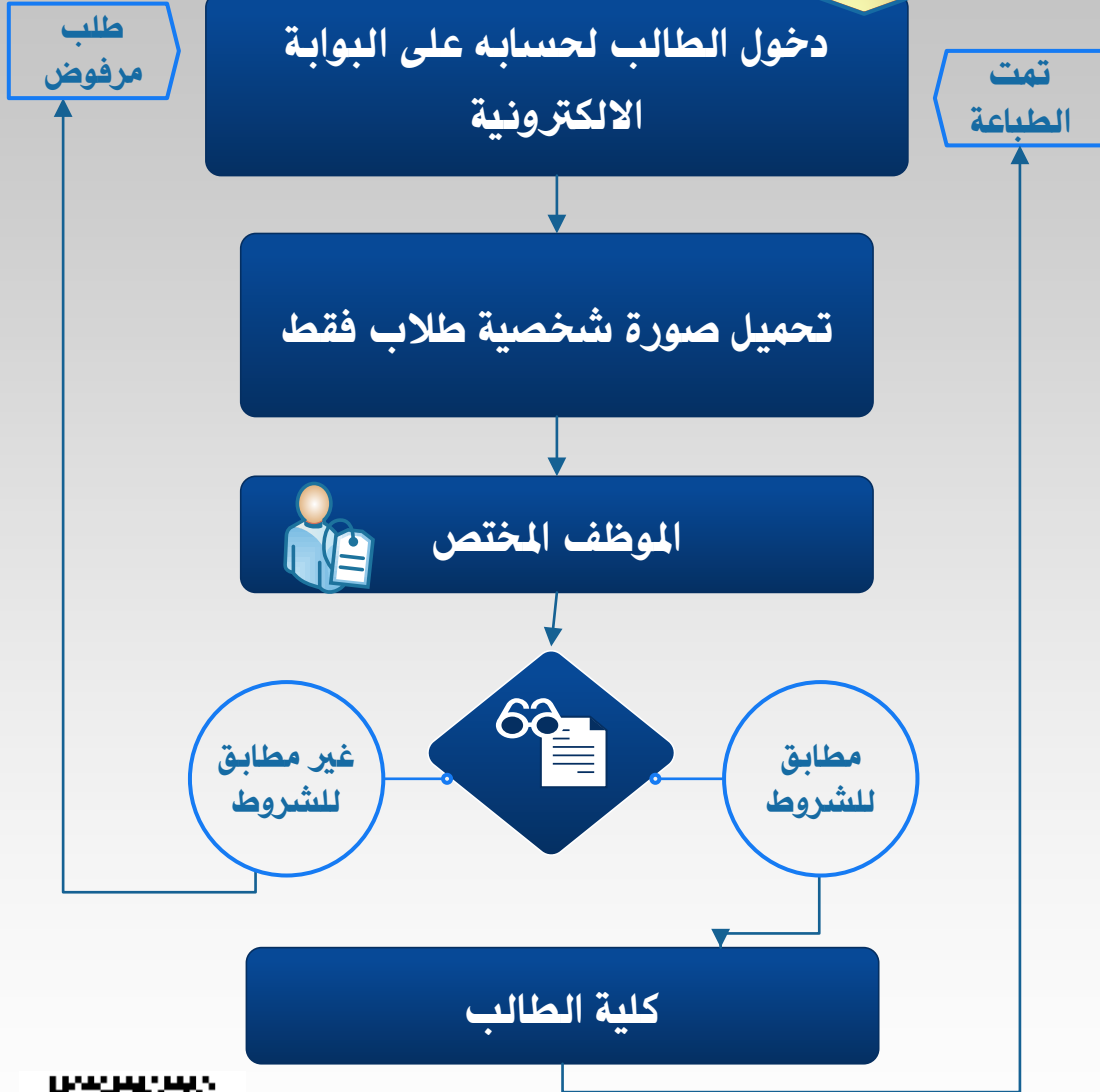 دخول الطالب لحسابه على البوابة
الالكترونية
طلب
مرفوض
تمت
الطباعة
تحميل صورة شخصية طلاب فقط
الموظف المختص
مطابق
للشروط
غير مطابق
للشروط
كلية الطالب